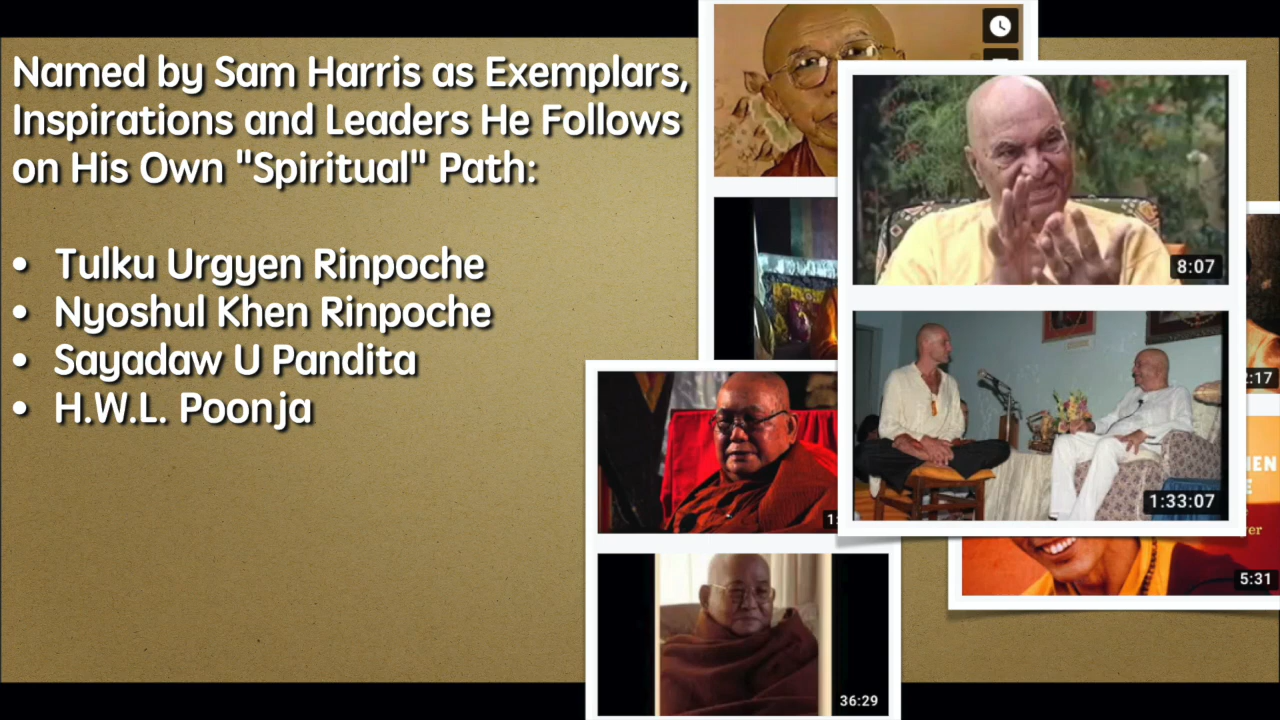 Named by Sam Harris as Exemplars,
Inspirations and Leaders He Follows
on His Own "Spiritual" Path:
• Tulku Urgyen Rinpoche
• Nyoshul Khen Rinpoche
• Sayadaw U Pandita
• H.W.L. Poonja
8:07
1:33:07
36:29
5:31